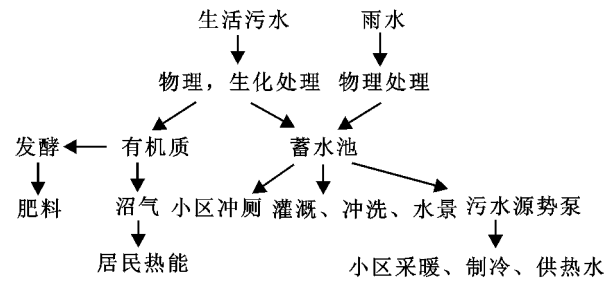 生活污水 雨水
物理，生化处理 物理处理
发酵 有机质 蓄水池
肥料 沼气 小区冲厕 灌溉、冲洗、水景 污水源势泵
居民热能 小区采暖、制冷、供热水